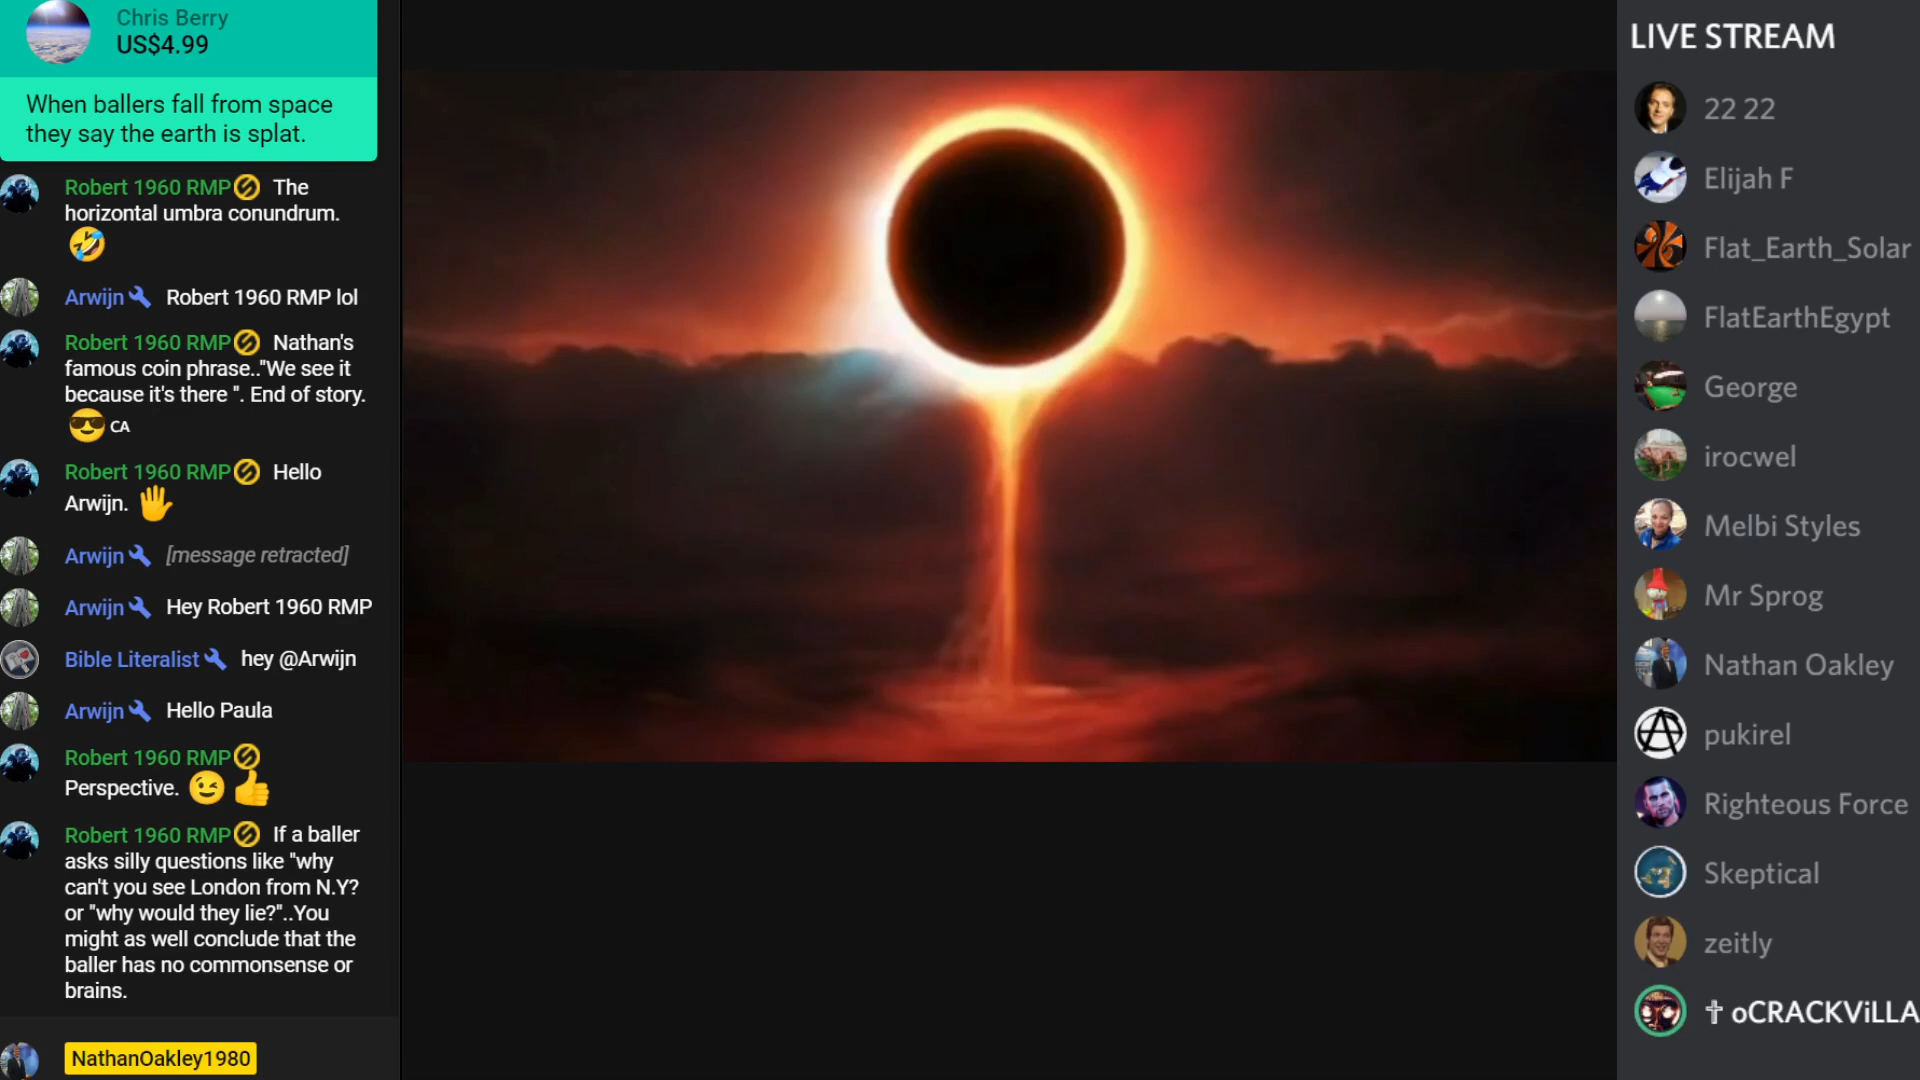 Chris Berry
US$4.99
When ballers fall from space
they say the earth is splat.
Robert 1960 RMP The
horizontal umbra conundrum.
Arwijn Robert 1960 RMP lol
Robert 1960 RMP Nathan's
famous coin phrase.."We see it
because it's there ". End of story.
CA
Robert 1960 RMP Hello
Arwijn.
Arwijn [message retracted]
Arwijn Hey Robert 1960 RMP
Bible Literalist hey @Arwijn
Arwijn Hello Paula
Robert 1960 RMP
Perspective.
Robert 1960 RMP If a baller
asks silly questions like "why
can't you see London from N.Y?
or "why would they lie?"..You
might as well conclude that the
baller has no commonsense or
brains.
NathanOakley1980
LIVE STREAM
22 22
Elijah F
Flat_Earth_Solar
FlatEarthEgypt
George
irocwel
Melbi Styles
Mr Sprog
Nathan Oakley
pukirel
Righteous Force
Skeptical
zeitly
✝ oCRACKViLLA